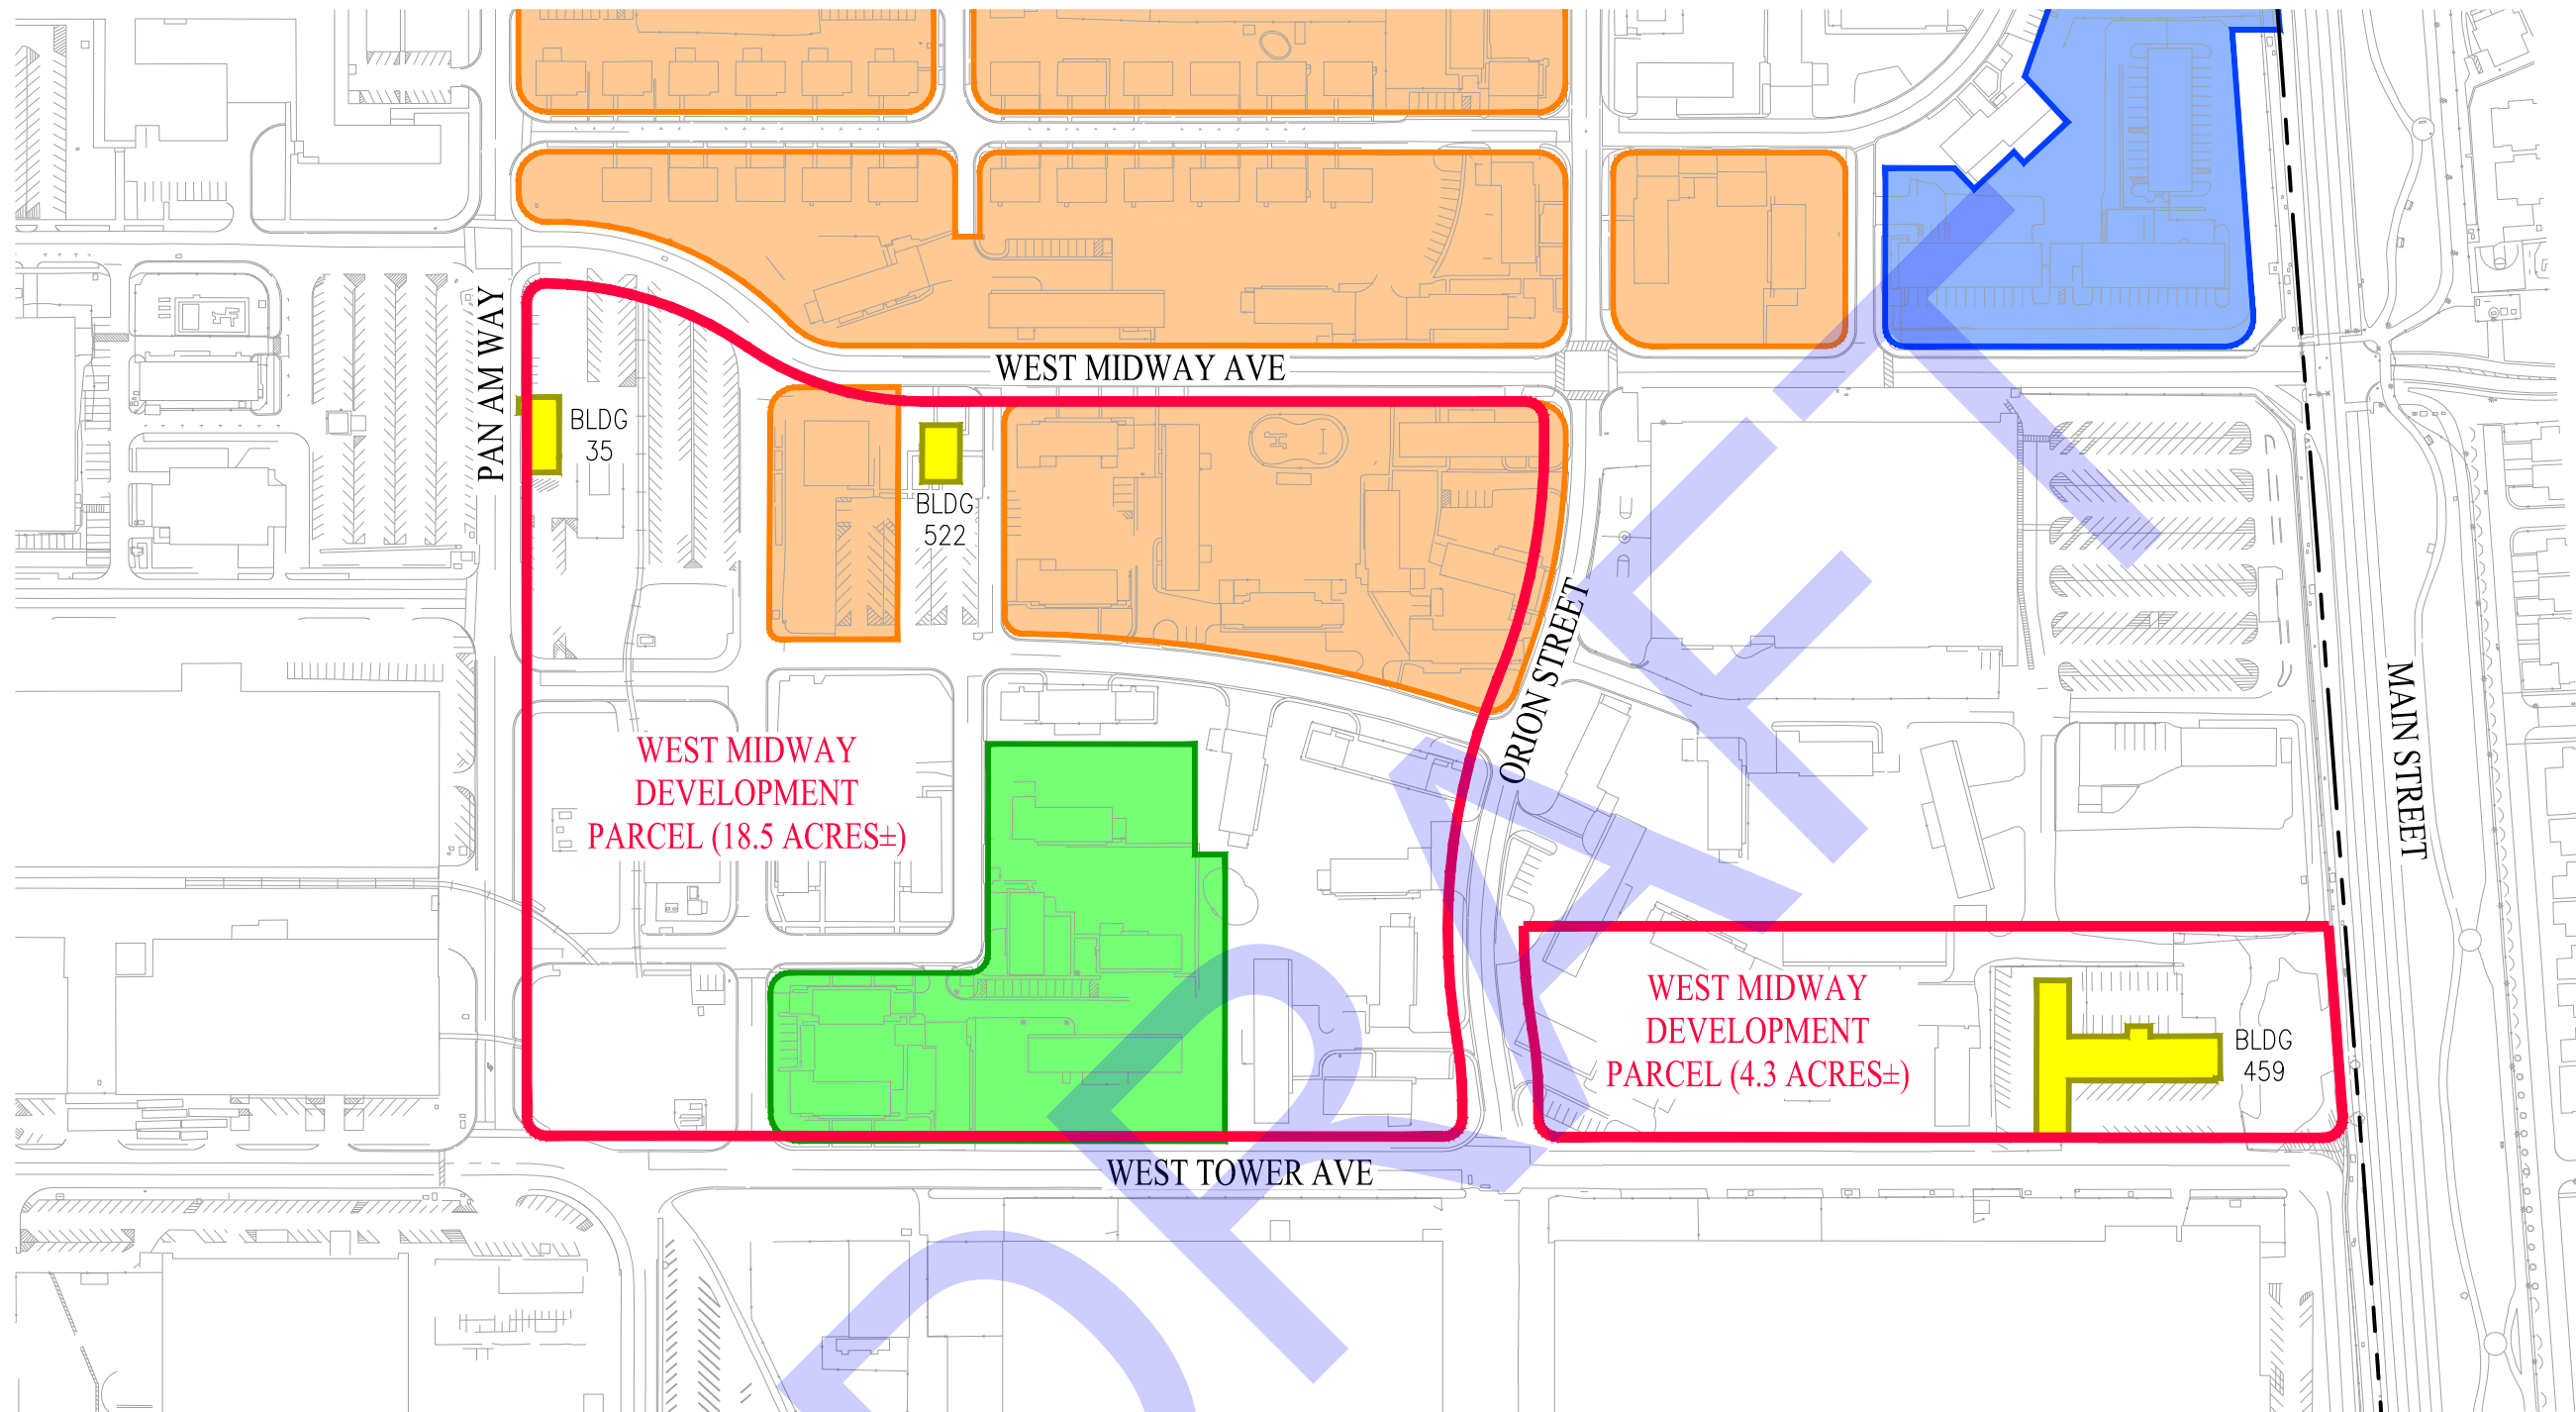 WEST MIDWAY AVE
PAN AM WAY
BLDG
35
BLDG
522
ORION STREET
MAIN STREET
WEST MIDWAY
DEVELOPMENT
PARCEL (18.5 ACRES±)
WEST MIDWAY
DEVELOPMENT
PARCEL (4.3 ACRES±)
BLDG
459
WEST TOWER AVE
DRAFT